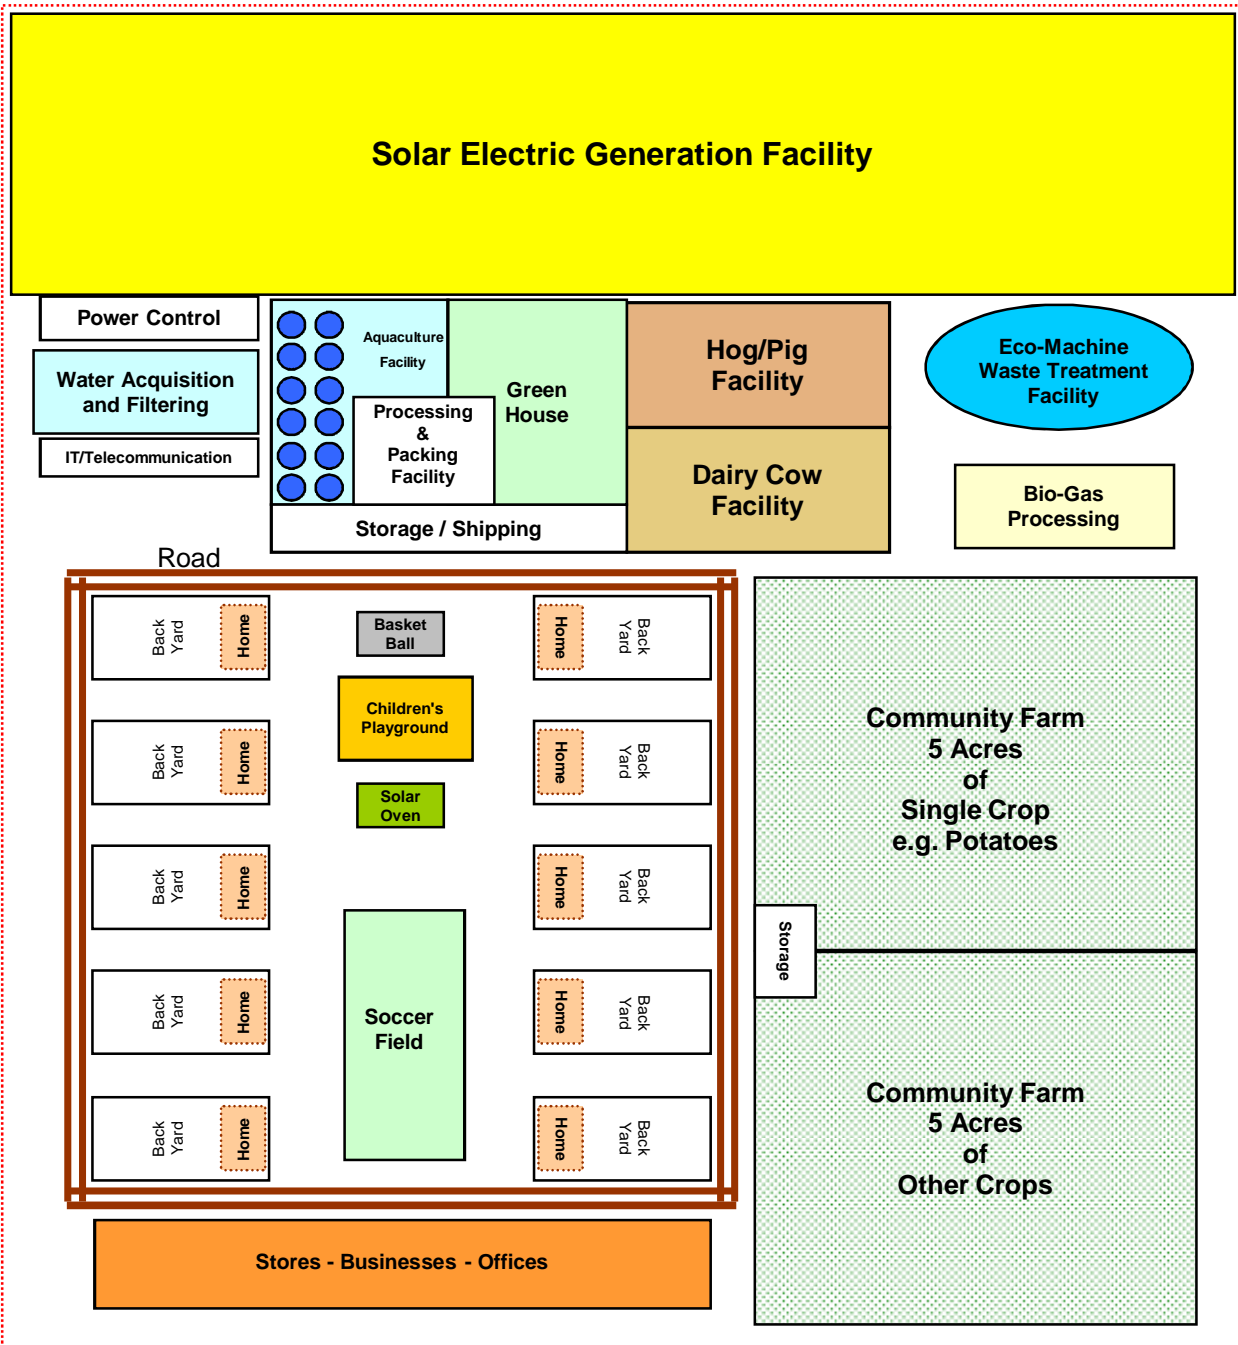 Solar Electric Generation Facility
Power Control
Water Acquisition
and Filtering
IT/Telecommunication
Aquaculture
Facility
Processing
&
Packing
Facility
Green
House
Storage / Shipping
Hog/Pig
Facility
Dairy Cow
Facility
Eco-Machine
Waste Treatment
Facility
Bio-Gas
Processing
Road
Back
Yard
Home
Back
Yard
Home
Back
Yard
Home
Back
Yard
Home
Back
Yard
Home
Basket
Ball
Children's
Playground
Solar
Oven
Soccer
Field
Home
Back
Yard
Home
Back
Yard
Home
Back
Yard
Home
Back
Yard
Home
Back
Yard
Community Farm
5 Acres
of
Single Crop
e.g. Potatoes
Storage
Community Farm
5 Acres
of
Other Crops
Stores - Businesses - Offices